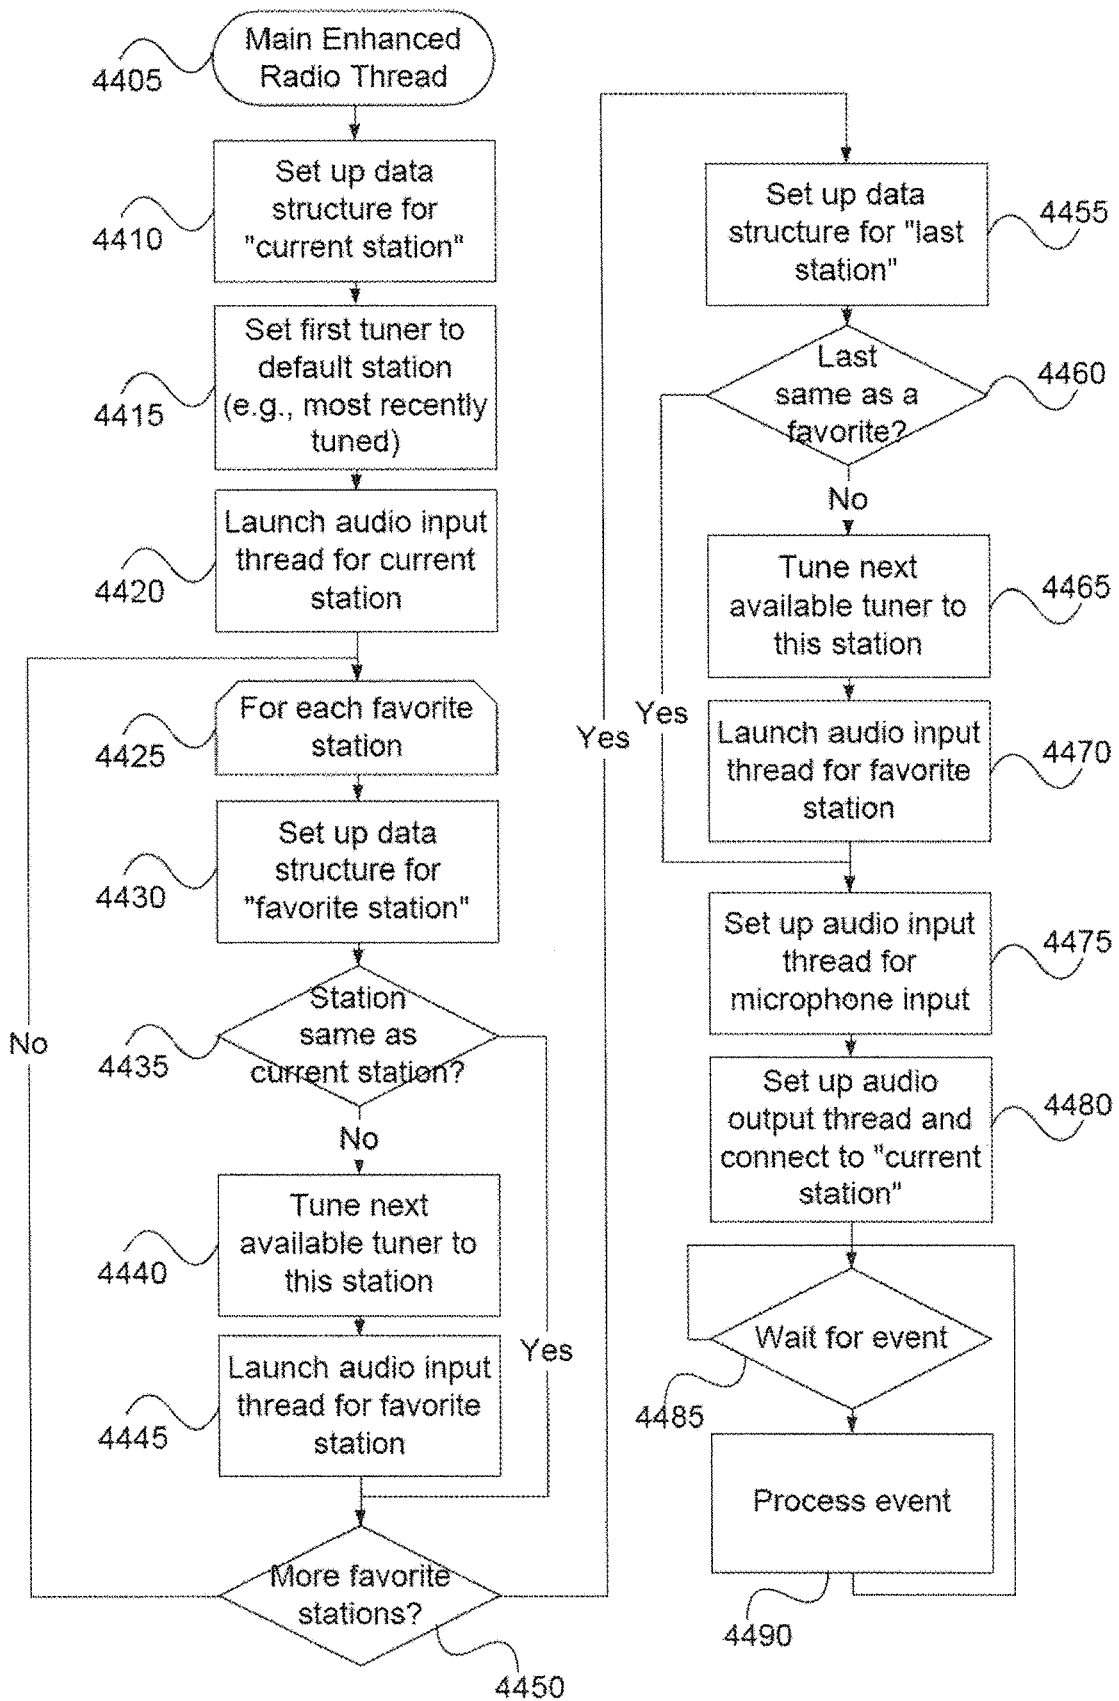 Main Enhanced
Radio Thread
4405
Set up data
structure for
"current station"
4410
Set first tuner to
default station
(e.g., most recently
tuned)
4415
Launch audio input
thread for current
station
4420
For each favorite
station
4425
Set up data
structure for
"favorite station"
4430
Station
same as
current station?
4435
No
No
Tune next
available tuner to
this station
4440
Yes
Launch audio input
thread for favorite
station
4445
More favorite
stations?
4450
Yes
Set up data
structure for "last
station"
4455
Last
same as a
favorite?
4460
No
Tune next
available tuner to
this station
4465
Yes
Launch audio input
thread for favorite
station
4470
Set up audio input
thread for
microphone input
4475
Set up audio
output thread and
connect to "current
station"
4480
Wait for event
4485
Process event
4490